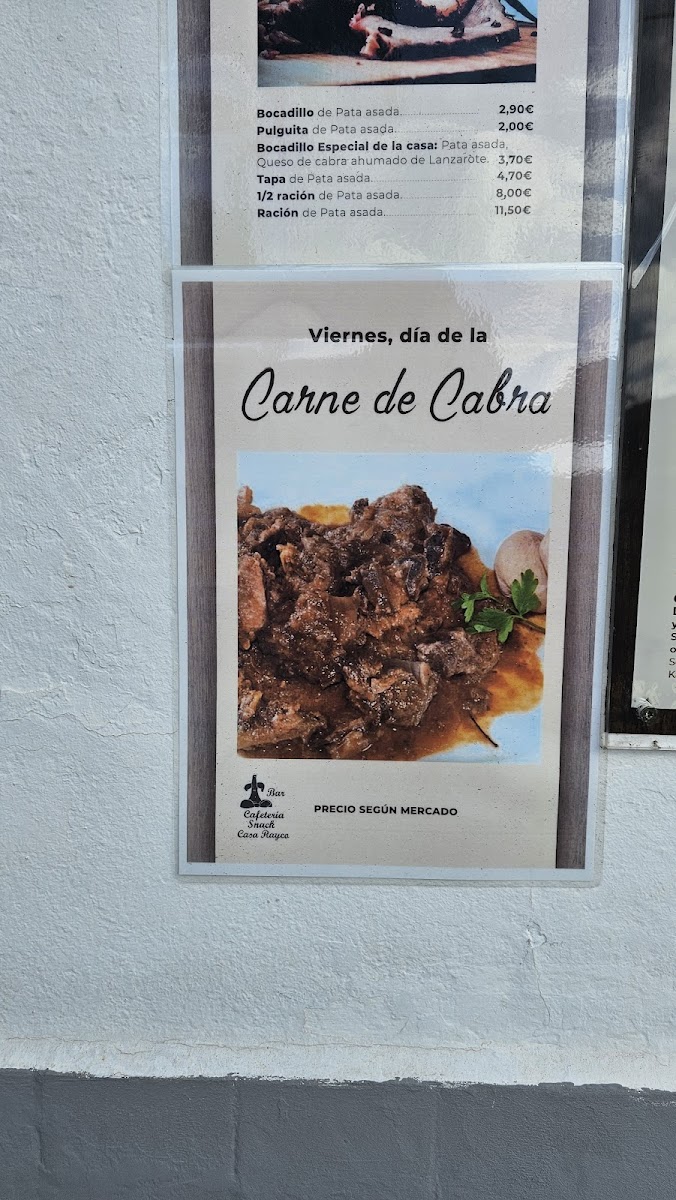 Bocadillo de Pata asada. 2,90€
Pulguita de Pata asada. 2,00€
Bocadillo Especial de la casa: Pata asada,
Queso de cabra ahumado de Lanzarote. 3,70€
Tapa de Pata asada. 4,70€
1/2 ración de Pata asada. 8,00€
Ración de Pata asada. 11,50€
Viernes, día de la
Carne de Cabra
Bar
Cafeteria
Snack
Casa Rayco
PRECIO SEGÚN MERCADO